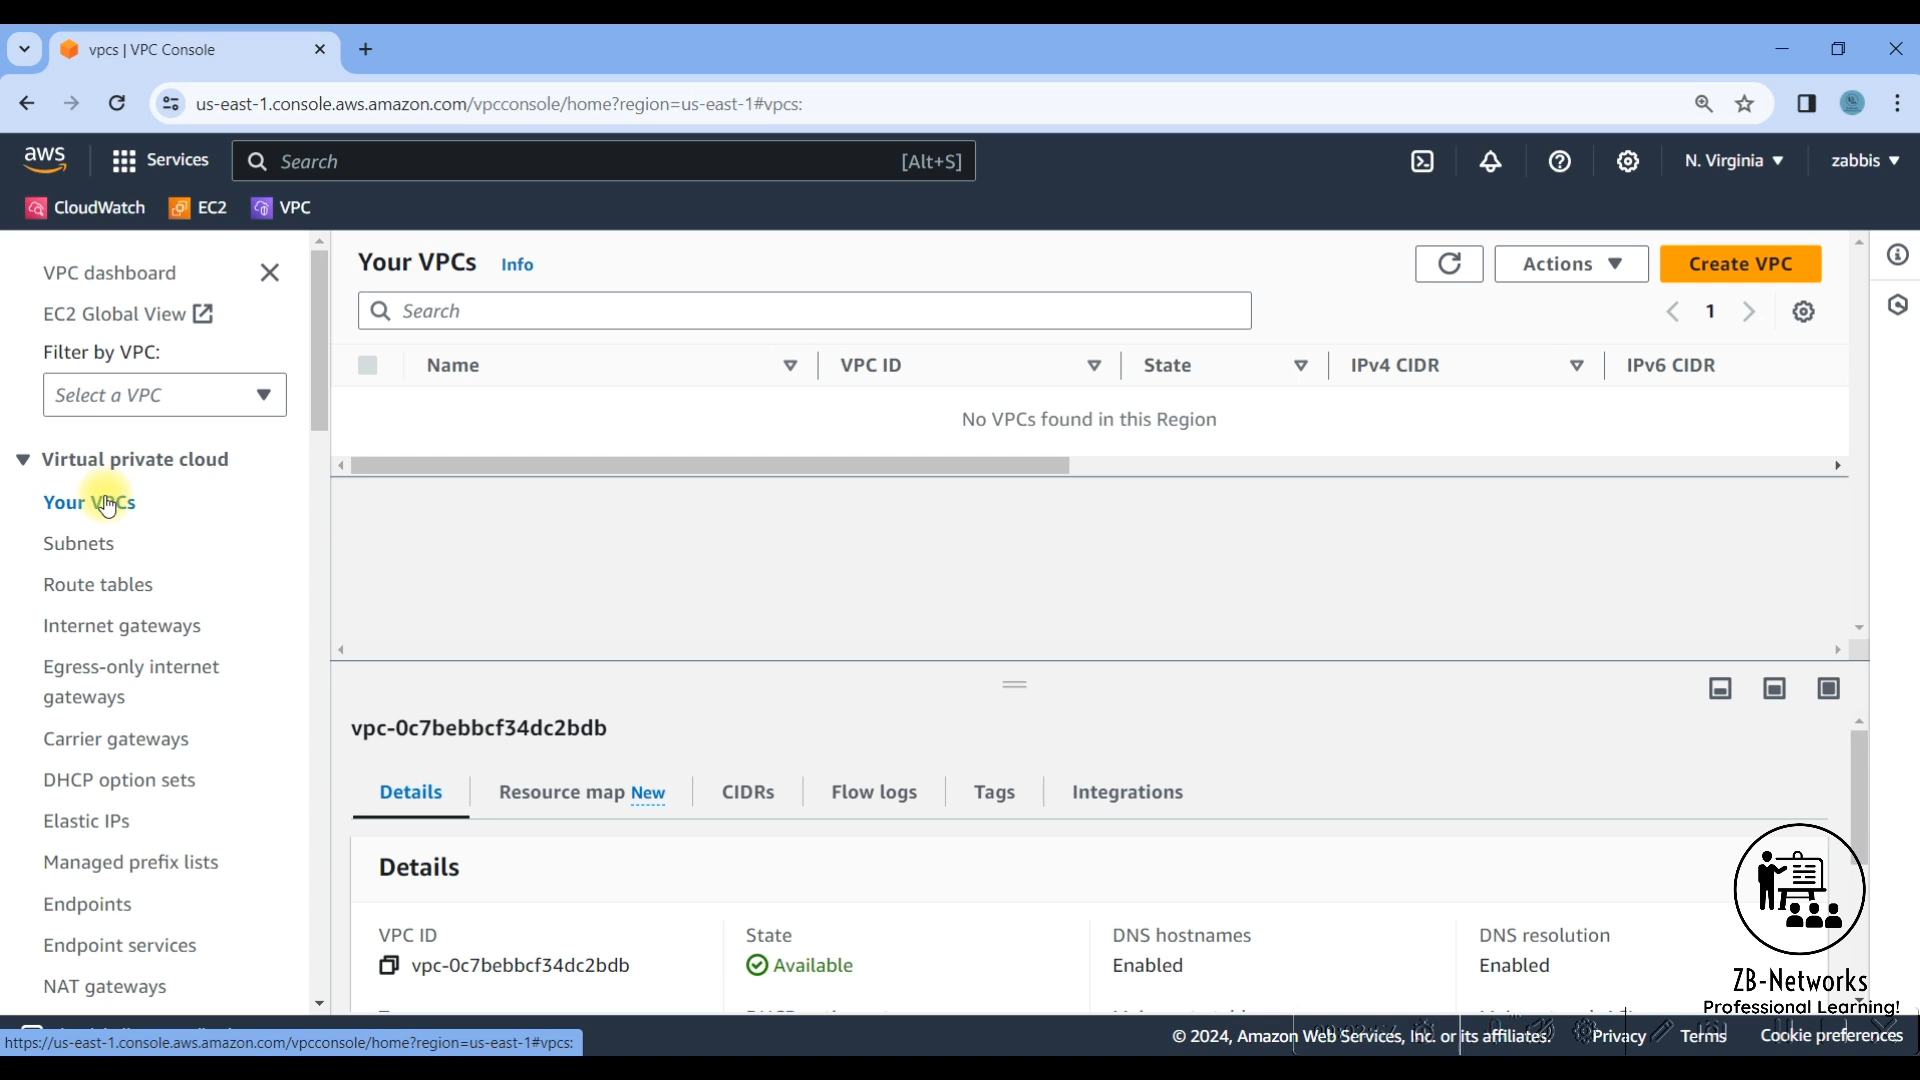 vpcs | VPC Console
us-east-1.console.aws.amazon.com/vpcconsole/home?region=us-east-1#vpcs:
aws
Services
Search
[Alt+S]
N. Virginia
zabbis
CloudWatch
EC2
VPC
VPC dashboard
EC2 Global View
Filter by VPC:
Select a VPC
Virtual private cloud
Your VPCs
Subnets
Route tables
Internet gateways
Egress-only internet
gateways
Carrier gateways
DHCP option sets
Elastic IPs
Managed prefix lists
Endpoints
Endpoint services
NAT gateways
Your VPCs Info
Actions
Create VPC
Search
1
Name
VPC ID
State
IPv4 CIDR
IPv6 CIDR
No VPCs found in this Region
vpc-0c7bebbcf34dc2bdb
Details
Resource map New
CIDRs
Flow logs
Tags
Integrations
Details
VPC ID
vpc-0c7bebbcf34dc2bdb
State
Available
DNS hostnames
Enabled
DNS resolution
Enabled
ZB-Networks
Professional Learning!
https://us-east-1.console.aws.amazon.com/vpcconsole/home?region=us-east-1#vpcs:
© 2024, Amazon Web Services, Inc. or its affiliates.
Privacy
Terms
Cookie preferences